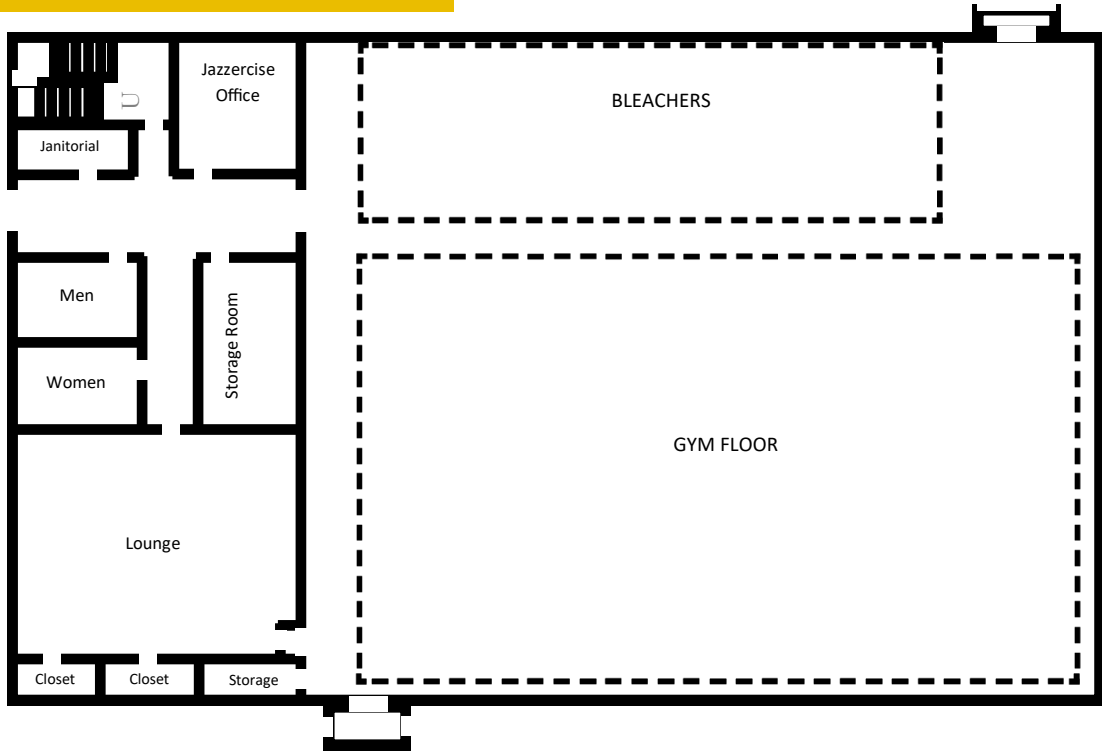 Jazzercise
Office
BLEACHERS
U
Janitorial
Men
Storage Room
Women
GYM FLOOR
Lounge
Closet
Closet
Storage